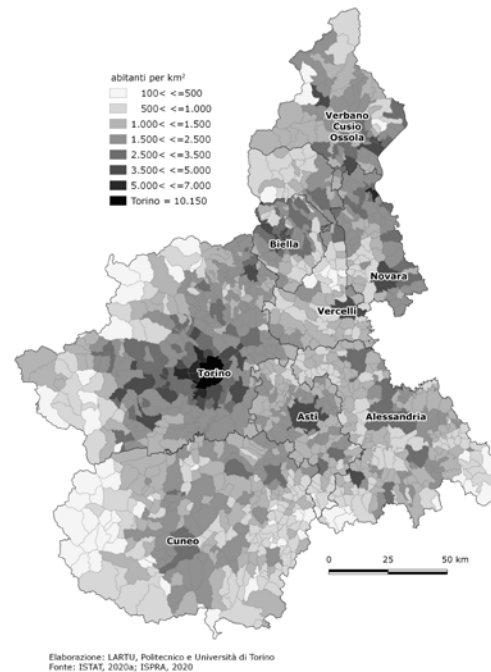 abitanti per km²
100< <=500
500< <=1.000
1.000< <=1.500
1.500< <=2.500
2.500< <=3.500
3.500< <=5.000
5.000< <=7.000
Torino = 10.150
Verbano
Cusio
Ossola
Biella
Novara
Vercelli
Torino
Asti
Alessandria
Cuneo
0 25 50 km
Elaborazione: LARTU, Politecnico e Università di Torino
Fonte: ISTAT, 2020a; ISPRA, 2020